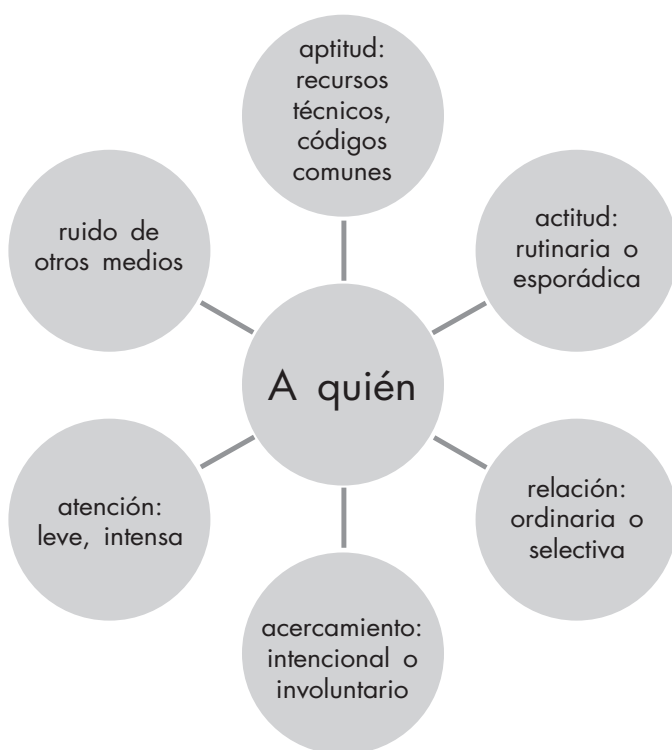 aptitud:
recursos
técnicos,
códigos
comunes
actitud:
rutinaria o
esporádica
relación:
ordinaria o
selectiva
acercamiento:
intencional o
involuntario
atención:
leve, intensa
ruido de
otros medios
A quién